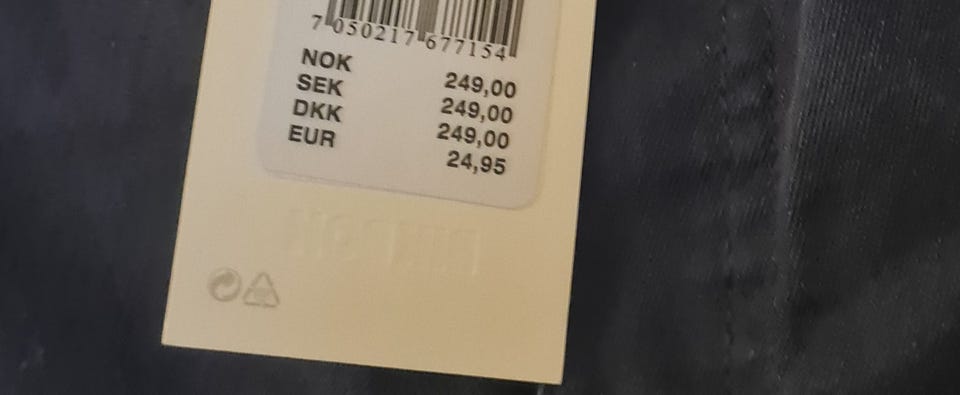 7 050217 677154
NOK 249,00
SEK 249,00
DKK 249,00
EUR 24,95